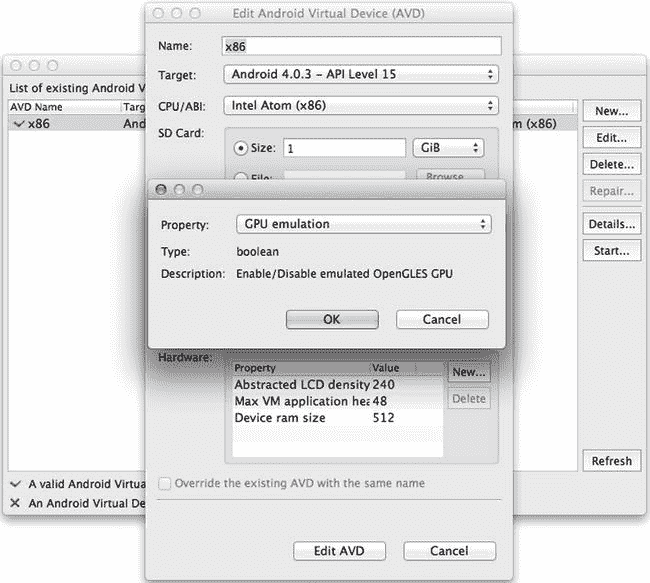 Edit Android Virtual Device (AVD)
Name: x86
Target: Android 4.0.3 – API Level 15
CPU/ABI: Intel Atom (x86)
SD Card:
Size: 1 GiB
File: Browse
List of existing Android V
AVD Name Targ
x86 And m (x86)
New...
Edit...
Delete...
Repair...
Details...
Start...
Refresh
Property: GPU emulation
Type: boolean
Description: Enable/Disable emulated OpenGLES GPU
OK Cancel
Hardware:
Property Value New...
Abstracted LCD density 240
Max VM application hea 48 Delete
Device ram size 512
A valid Android Virtua
Override the existing AVD with the same name
An Android Virtual De
Edit AVD Cancel